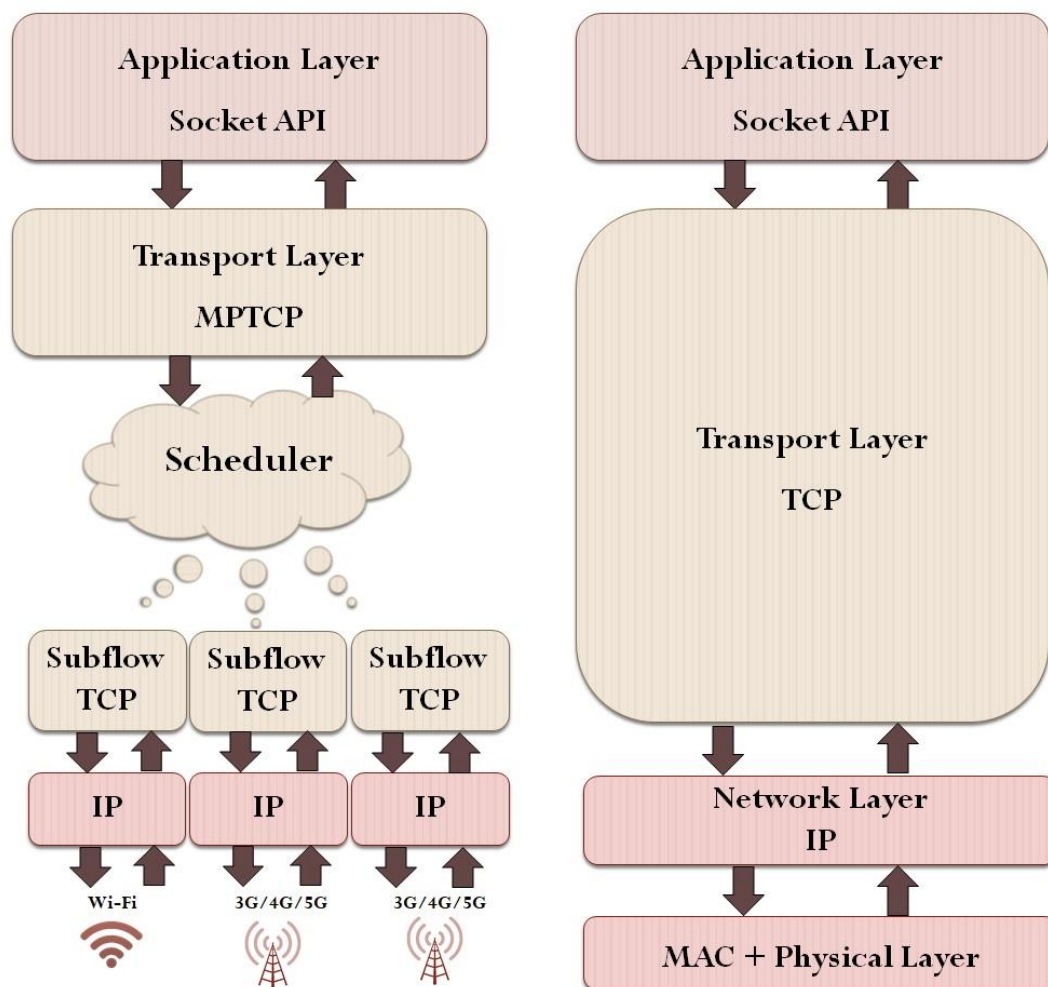 Application Layer
Socket API
Transport Layer
MPTCP
Scheduler
Subflow
TCP
Subflow
TCP
Subflow
TCP
IP
IP
IP
Wi-Fi
3G/4G/5G
3G/4G/5G
Application Layer
Socket API
Transport Layer
TCP
Network Layer
IP
MAC + Physical Layer